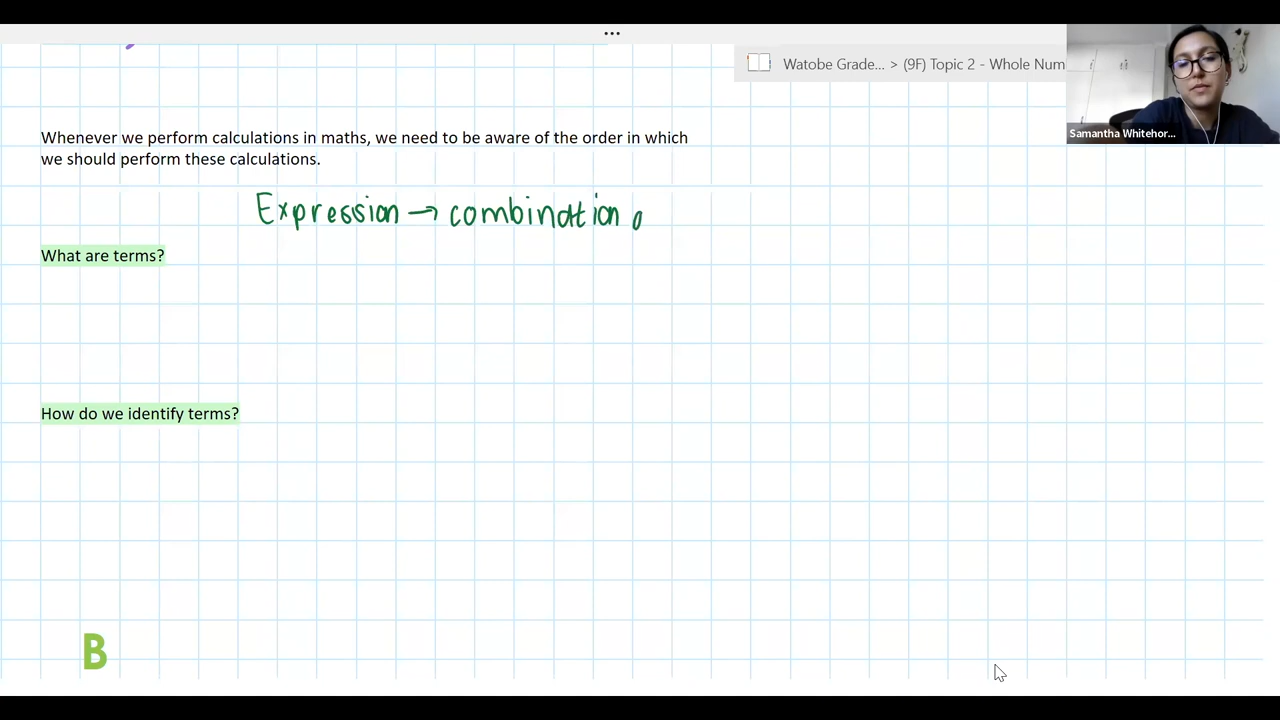 Watobe Grade... > (9F) Topic 2 - Whole Num
Samantha Whitehor...
Whenever we perform calculations in maths, we need to be aware of the order in which
we should perform these calculations.
Expression → combination o
What are terms?
How do we identify terms?
B